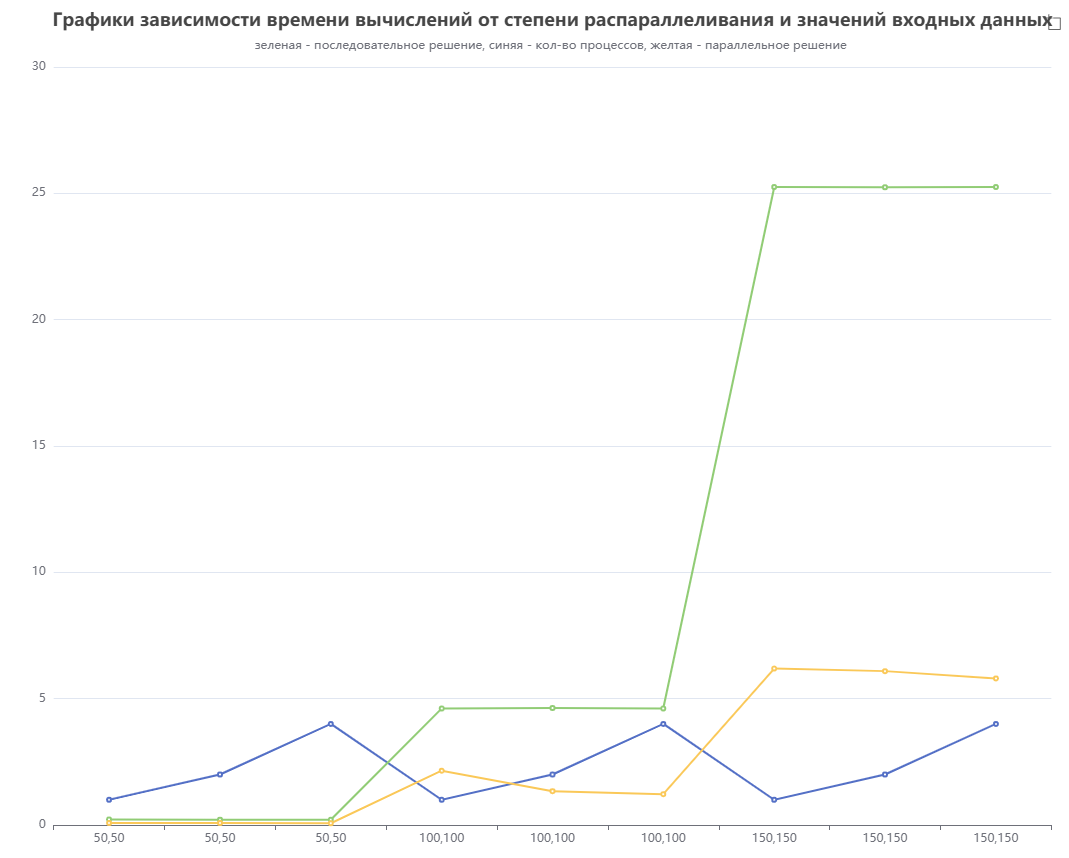 Графики зависимости времени вычислений от степени распараллеливания и значений входных данных
зеленая - последовательное решение, синяя - кол-во процессов, желтая - параллельное решение
30
25
20
15
10
5
0
50,50 50,50 50,50 100,100 100,100 100,100 150,150 150,150 150,150